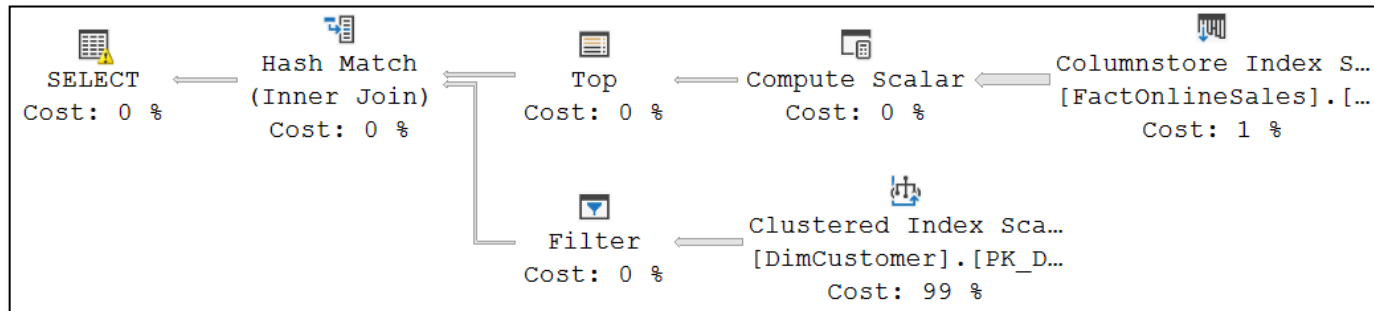 SELECT
Cost: 0 %
Hash Match
(Inner Join)
Cost: 0 %
Top
Cost: 0 %
Compute Scalar
Cost: 0 %
Columnstore Index S...
[FactOnlineSales].[...
Cost: 1 %
Filter
Cost: 0 %
Clustered Index Sca...
[DimCustomer].[PK_D...
Cost: 99 %